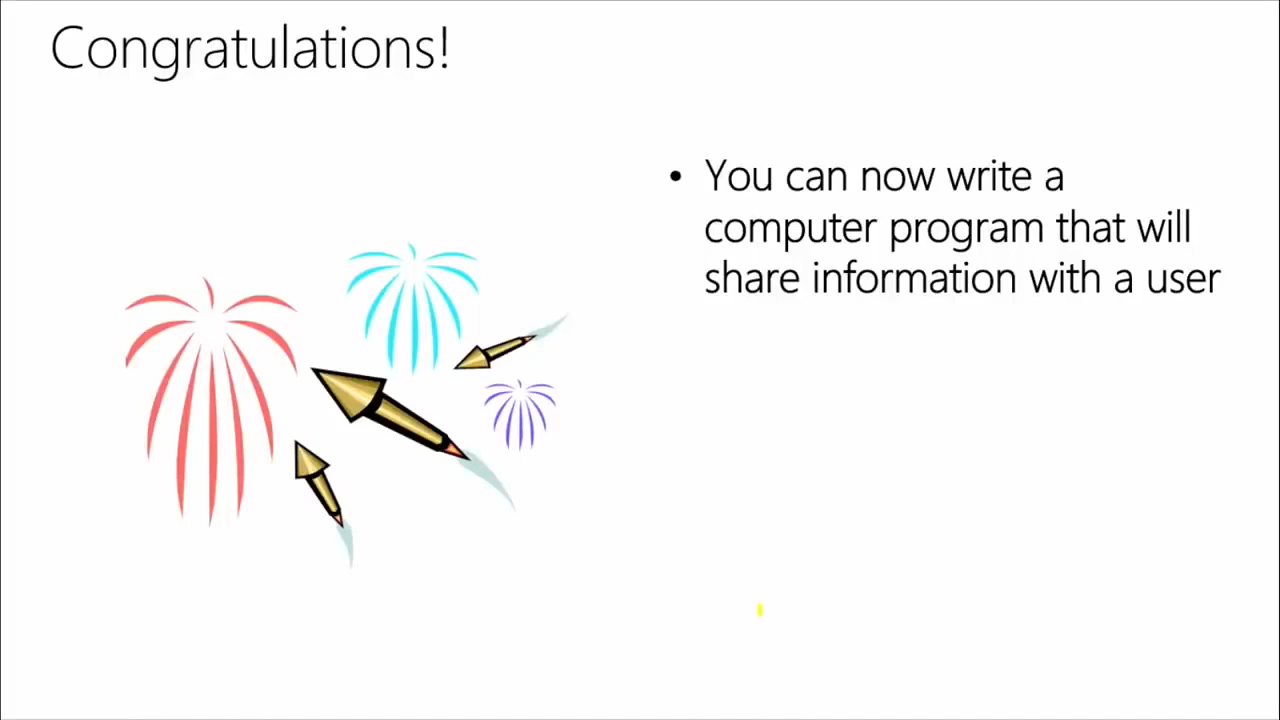 Congratulations!
• You can now write a
computer program that will
share information with a user